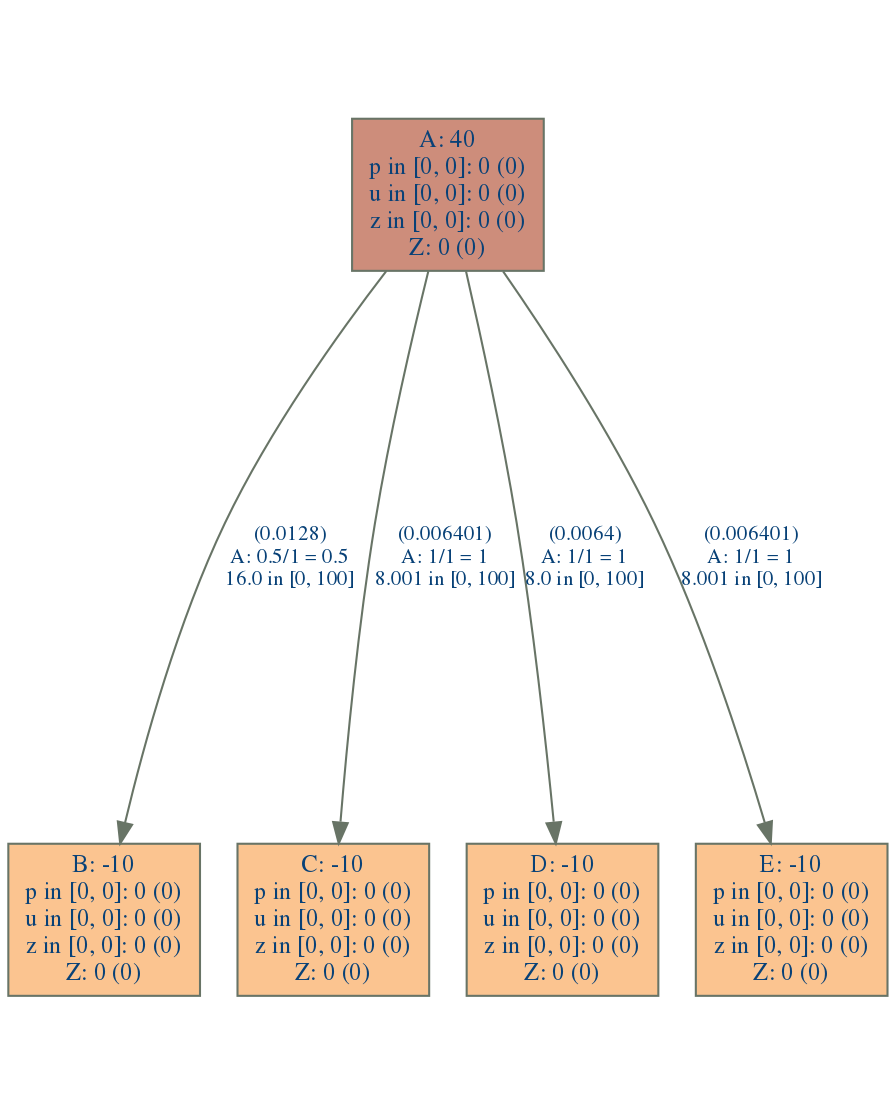 A: 40
p in [0, 0]: 0 (0)
u in [0, 0]: 0 (0)
z in [0, 0]: 0 (0)
Z: 0 (0)
(0.0128)
A: 0.5/1 = 0.5
16.0 in [0, 100]
(0.006401)
A: 1/1 = 1
8.001 in [0, 100]
(0.0064)
A: 1/1 = 1
8.0 in [0, 100]
(0.006401)
A: 1/1 = 1
8.001 in [0, 100]
B: -10
p in [0, 0]: 0 (0)
u in [0, 0]: 0 (0)
z in [0, 0]: 0 (0)
Z: 0 (0)
C: -10
p in [0, 0]: 0 (0)
u in [0, 0]: 0 (0)
z in [0, 0]: 0 (0)
Z: 0 (0)
D: -10
p in [0, 0]: 0 (0)
u in [0, 0]: 0 (0)
z in [0, 0]: 0 (0)
Z: 0 (0)
E: -10
p in [0, 0]: 0 (0)
u in [0, 0]: 0 (0)
z in [0, 0]: 0 (0)
Z: 0 (0)